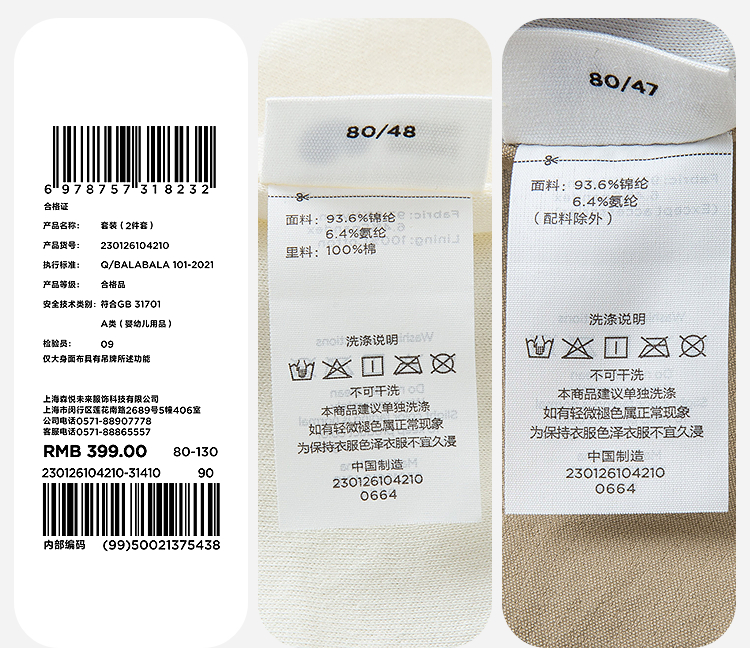 6 978757 318232
合格证
产品名称: 套装（2件套）
产品货号: 230126104210
执行标准: Q/BALABALA 101-2021
产品等级: 合格品
安全技术类别: 符合GB 31701
A类（婴幼儿用品）
检验员: 09
仅大身面布具有吊牌所述功能
上海森悦未来服饰科技有限公司
上海市闵行区莲花南路2689号5幢406室
公司电话0571-88907778
客服电话0571-88865557
RMB 399.00 80-130
230126104210-31410 90
内部编码 (99)50021375438
80/48
面料: 93.6%锦纶
6.4%氨纶
里料: 100%棉
洗涤说明
不可干洗
本商品建议单独洗涤
如有轻微褪色属正常现象
为保持衣服色泽衣服不宜久浸
中国制造
230126104210
0664
80/47
面料: 93.6%锦纶
6.4%氨纶
（配料除外）
洗涤说明
不可干洗
本商品建议单独洗涤
如有轻微褪色属正常现象
为保持衣服色泽衣服不宜久浸
中国制造
230126104210
0664